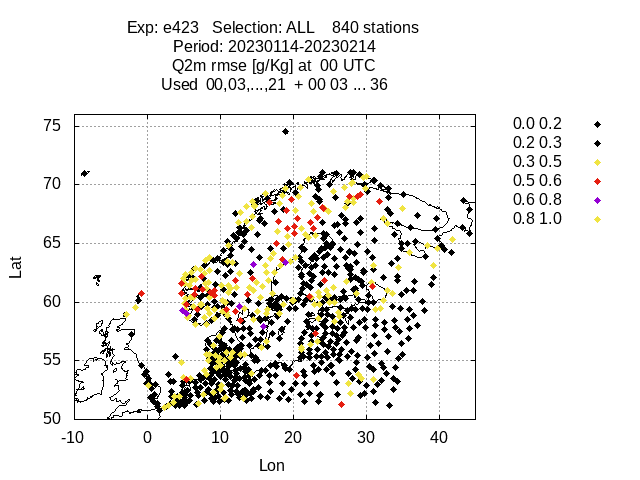 Exp: e423 Selection: ALL 840 stations
Period: 20230114-20230214
Q2m rmse [g/Kg] at 00 UTC
Used 00,03,...,21 + 00 03 ... 36
0.0 0.2
0.2 0.3
0.3 0.5
0.5 0.6
0.6 0.8
0.8 1.0
75
70
65
60
55
50
Lat
-10 0 10 20 30 40
Lon